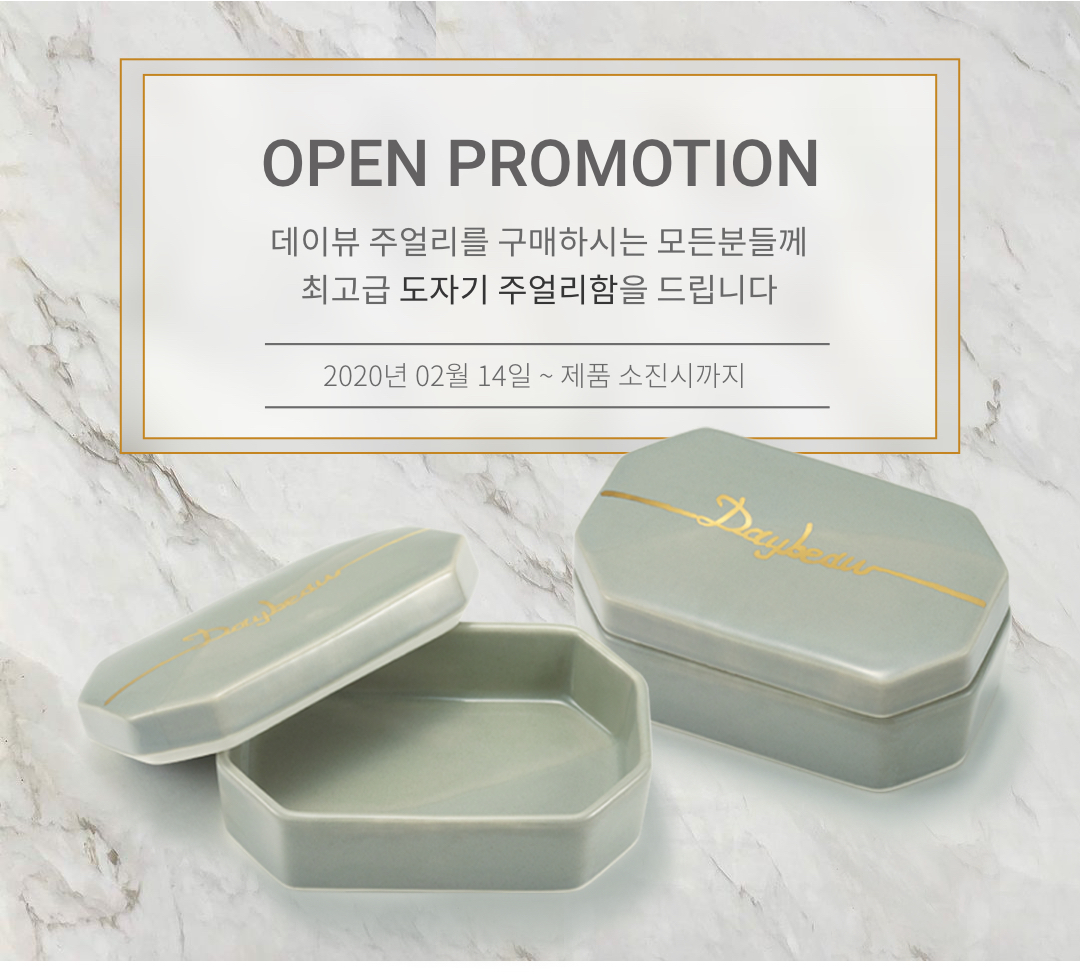 OPEN PROMOTION
데이뷰 주얼리를 구매하시는 모든분들께
최고급 도자기 주얼리함을 드립니다
2020년 02월 14일 ~ 제품 소진시까지
Daybeau
Daybeau